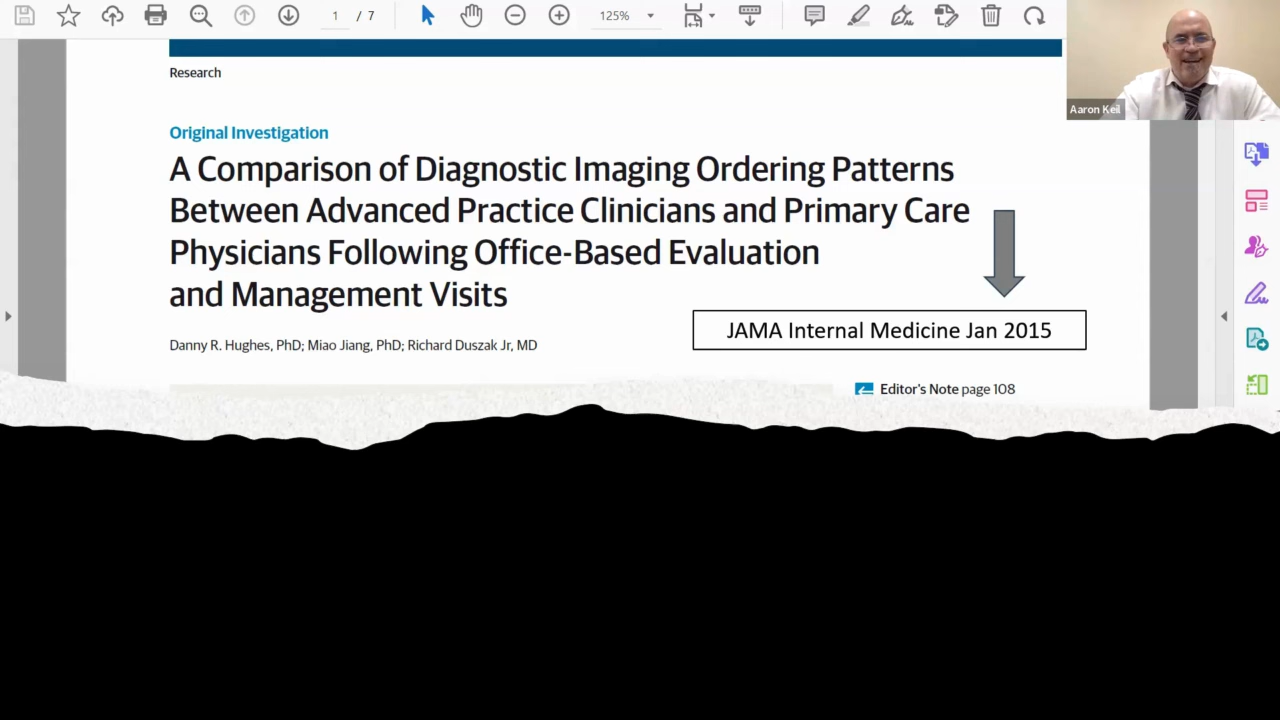 1 / 7
125%
Aaron Keil
Research
Original Investigation
A Comparison of Diagnostic Imaging Ordering Patterns
Between Advanced Practice Clinicians and Primary Care
Physicians Following Office-Based Evaluation
and Management Visits
JAMA Internal Medicine Jan 2015
Danny R. Hughes, PhD; Miao Jiang, PhD; Richard Duszak Jr, MD
Editor's Note page 108